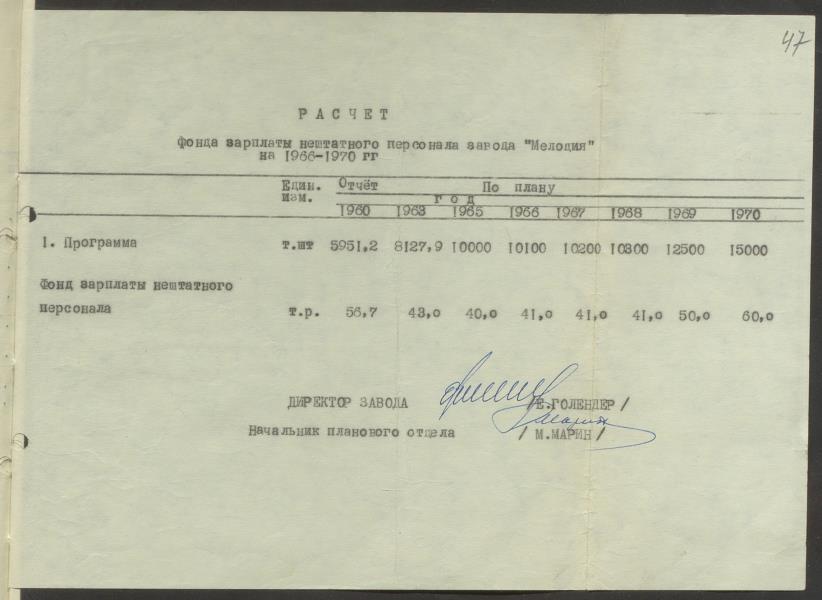 47
РАСЧЕТ
фонда зарплаты нештатного персонала завода "Мелодия"
на 1966-1970 гг
Един. Отчёт По плану
изм. год
1960 1963 1965 1966 1967 1968 1969 1970
1. Программа т.шт 5951,2 8127,9 10000 10100 10200 10300 12500 15000
Фонд зарплаты нештатного
персонала т.р. 56,7 43,0 40,0 41,0 41,0 41,0 50,0 60,0
ДИРЕКТОР ЗАВОДА /Е.ГОЛЕНДЕР/
Начальник планового отдела /М.МАРИН/